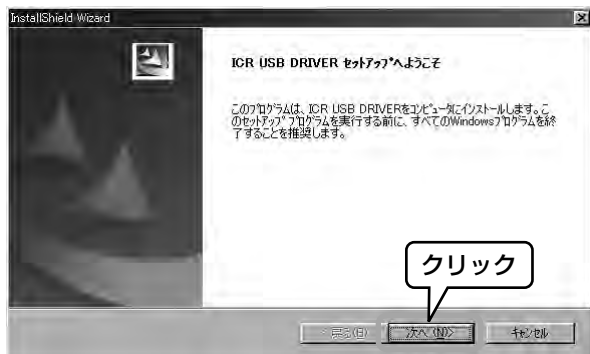 InstallShield Wizard
ICR USB DRIVER ｾｯﾄｱｯﾌﾟへようこそ
このﾌﾟﾛｸﾞﾗﾑは、ICR USB DRIVERをｺﾝﾋﾟｭｰﾀにｲﾝｽﾄｰﾙします。こ
のｾｯﾄｱｯﾌﾟ ﾌﾟﾛｸﾞﾗﾑを実行する前に、すべてのWindowsﾌﾟﾛｸﾞﾗﾑを終
了することを推奨します。
クリック
< 戻る(B) 次へ(N)> ｷｬﾝｾﾙ